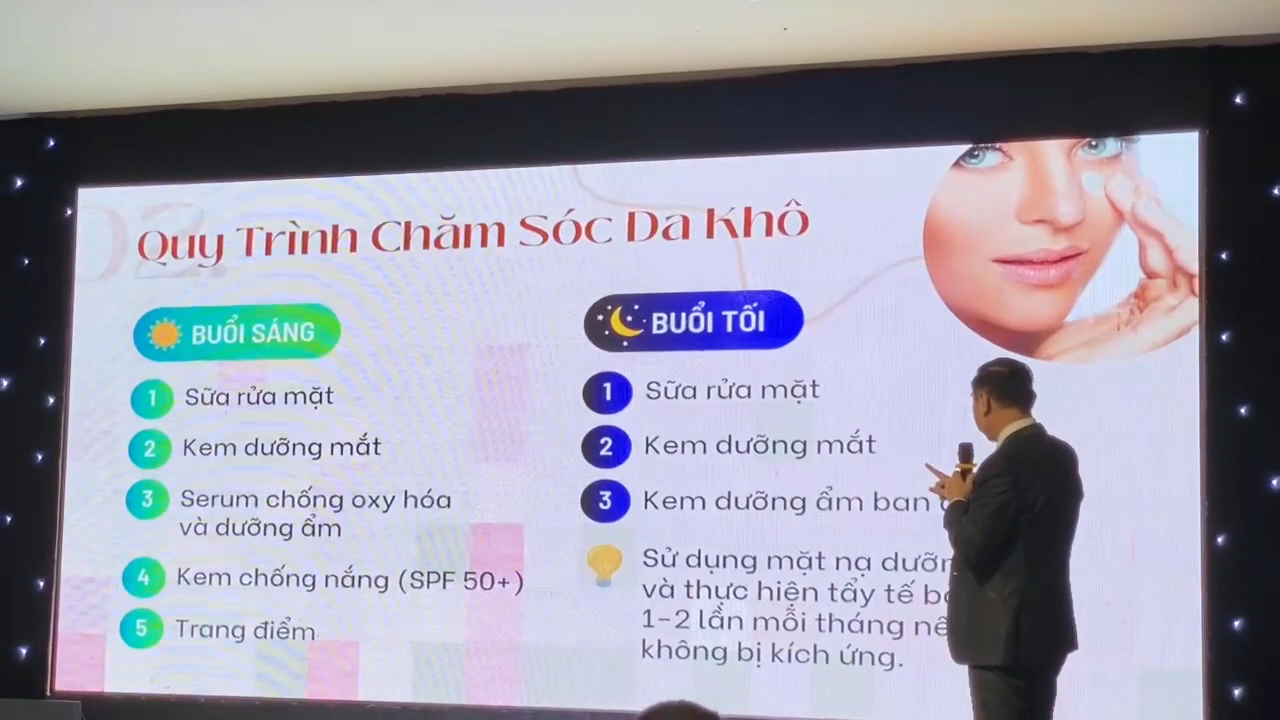 02.
Quy Trình Chăm Sóc Da Khô
BUỔI SÁNG
1 Sữa rửa mặt
2 Kem dưỡng mắt
3 Serum chống oxy hóa
và dưỡng ẩm
4 Kem chống nắng (SPF 50+)
5 Trang điểm
BUỔI TỐI
1 Sữa rửa mặt
2 Kem dưỡng mắt
3 Kem dưỡng ẩm ban
Sử dụng mặt nạ
và thực hiện tẩy tế
1-2 lần mỗi tháng
không bị kích ứng.